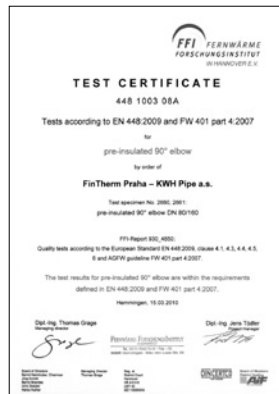 FFI FERNWÄRME
FORSCHUNGSINSTITUT
IN HANNOVER E.V.
TEST CERTIFICATE
448 1003 08A
Tests according to EN 448:2009 and FW 401 part 4:2007
for
pre-insulated 90° elbow
by order of
FinTherm Praha – KWH Pipe a.s.
Test specimen No. 2660, 2661:
pre-insulated 90° elbow DN 80/160
FFI-Report 930_4650:
Quality tests according to the European Standard EN 448:2009, clause 4.1, 4.3, 4.4, 4.5,
6 and AGFW guideline FW 401 part 4:2007.
The test results for pre-insulated 90° elbow are within the requirements
defined in EN 448:2009 and FW 401 part 4:2007.
Hemmingen, 15.03.2010
Dipl.-Ing. Thomas Grage
Managing director
Dipl.-Ing. Jens Tödter
Project manager